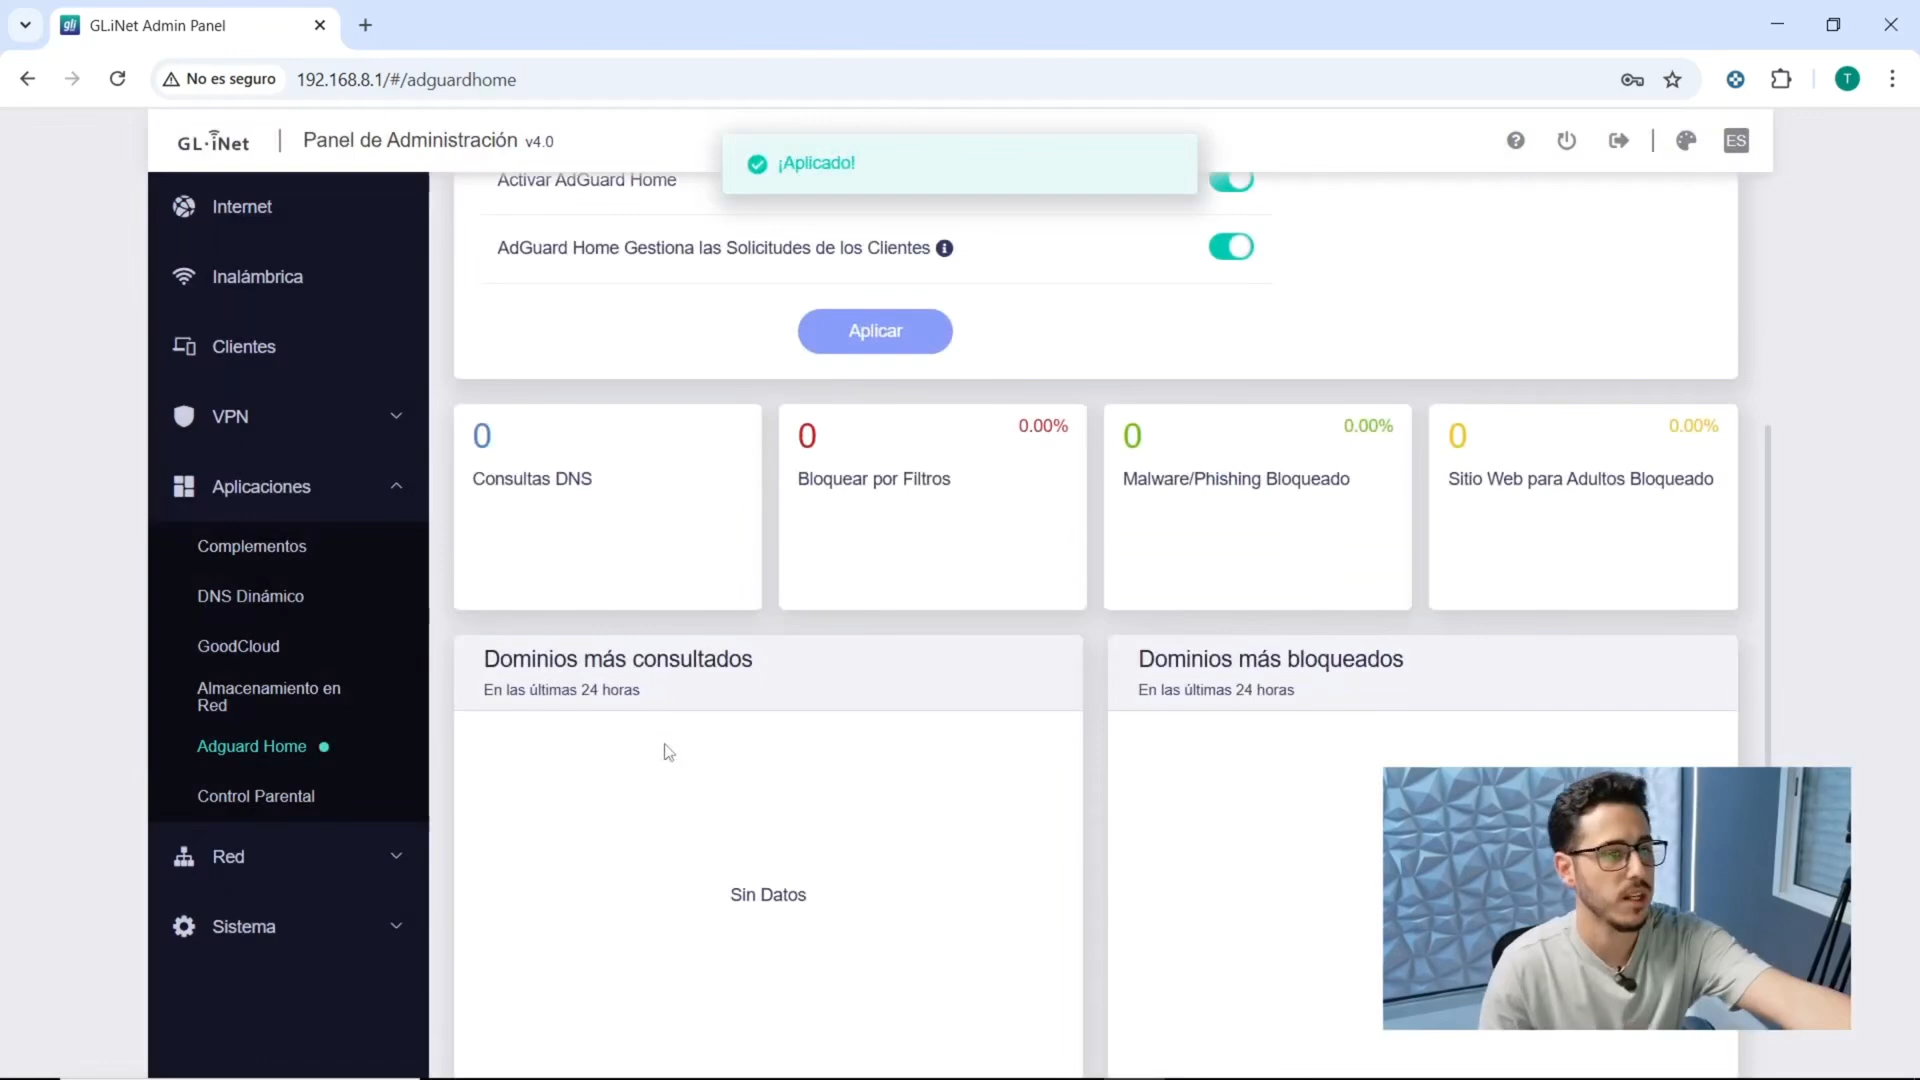 GL.iNet Admin Panel
No es seguro
192.168.8.1/#/adguardhome
T
GL·iNet
Panel de Administración v4.0
¡Aplicado!
ES
Internet
Inalámbrica
Clientes
VPN
Aplicaciones
Complementos
DNS Dinámico
GoodCloud
Almacenamiento en
Red
Adguard Home
Control Parental
Red
Sistema
Activar AdGuard Home
AdGuard Home Gestiona las Solicitudes de los Clientes
Aplicar
0
Consultas DNS
0
0.00%
Bloquear por Filtros
0
0.00%
Malware/Phishing Bloqueado
0
0.00%
Sitio Web para Adultos Bloqueado
Dominios más consultados
En las últimas 24 horas
Sin Datos
Dominios más bloqueados
En las últimas 24 horas